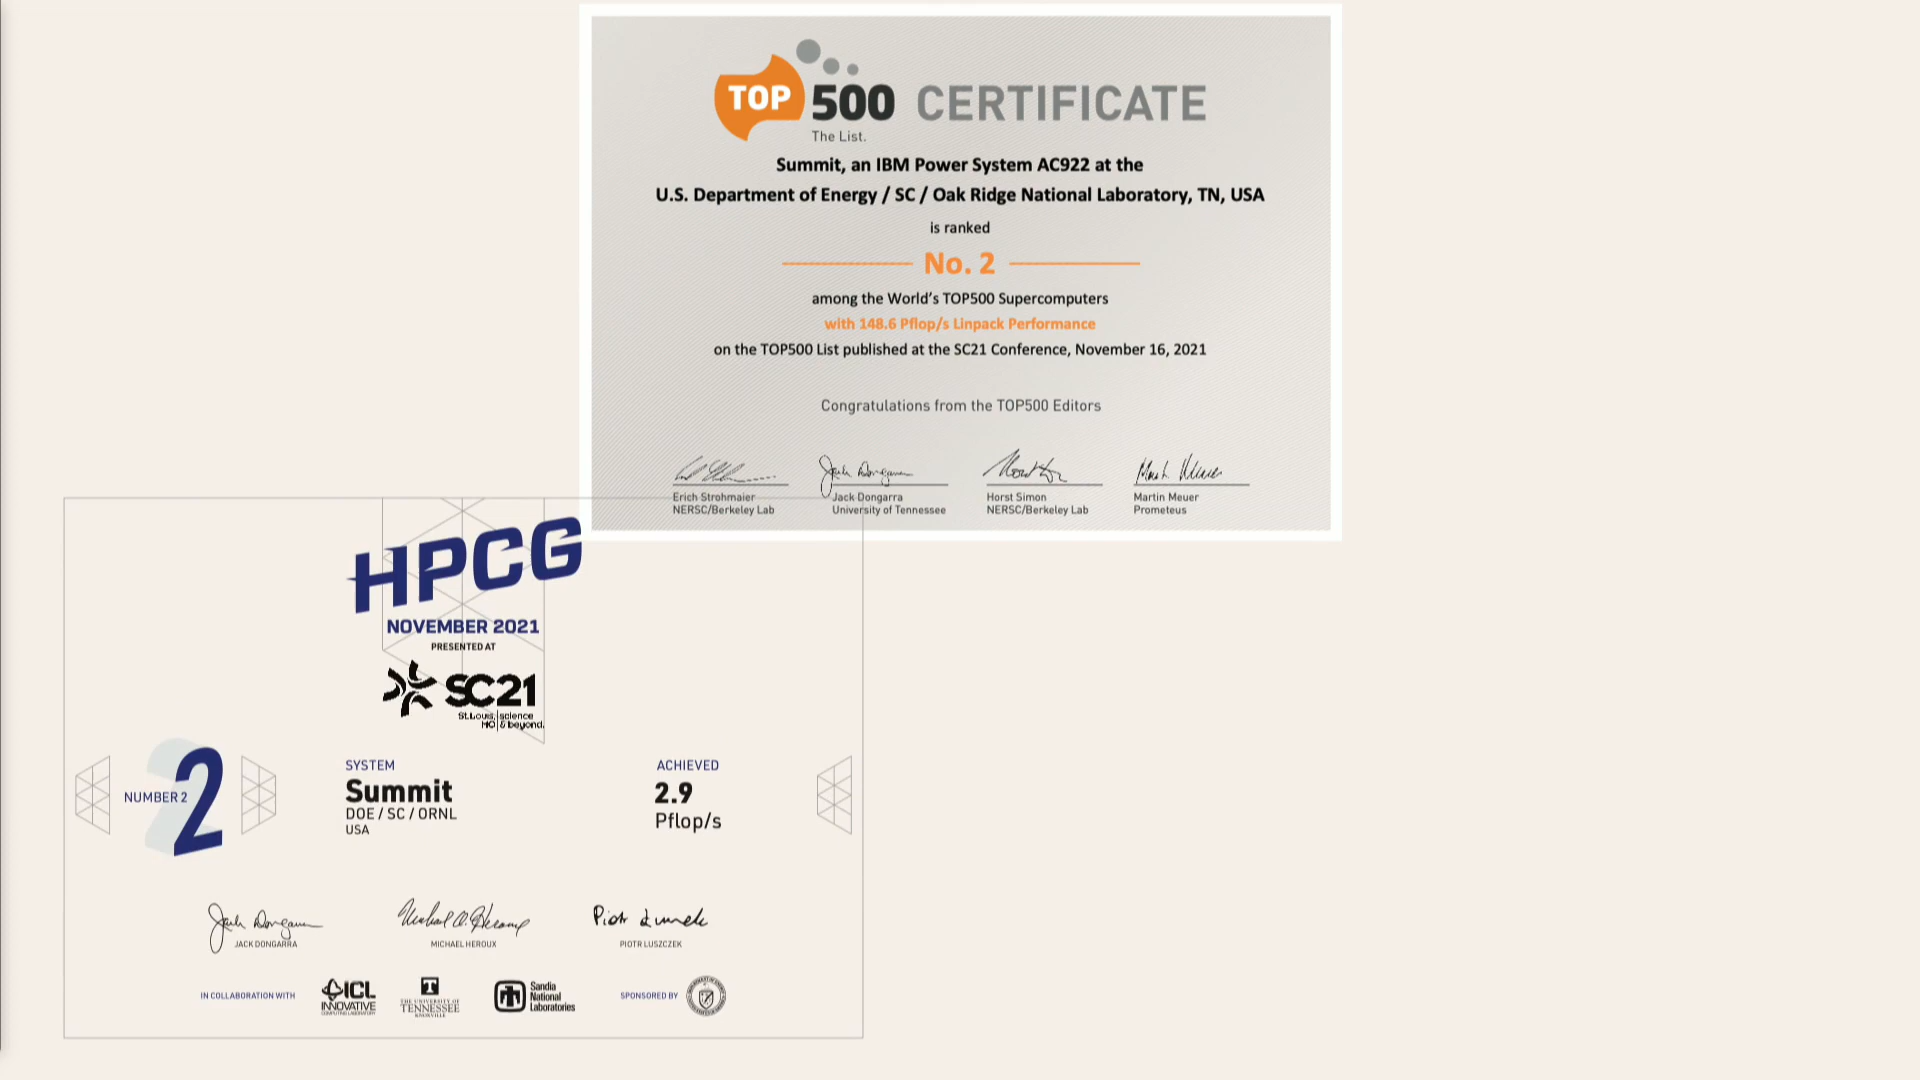 TOP 500 CERTIFICATE
The List.
Summit, an IBM Power System AC922 at the
U.S. Department of Energy / SC / Oak Ridge National Laboratory, TN, USA
is ranked
No. 2
among the World's TOP500 Supercomputers
with 148.6 Pflop/s Linpack Performance
on the TOP500 List published at the SC21 Conference, November 16, 2021
Congratulations from the TOP500 Editors
Erich Strohmaier
NERSC/Berkeley Lab
Jack Dongarra
University of Tennessee
Horst Simon
NERSC/Berkeley Lab
Martin Meuer
Prometeus
HPCG
NOVEMBER 2021
PRESENTED AT
SC21
St.Louis, science
MO & beyond.
NUMBER 2
2
SYSTEM
Summit
DOE / SC / ORNL
USA
ACHIEVED
2.9
Pflop/s
JACK DONGARRA
MICHAEL HEROUX
PIOTR LUSZCZEK
IN COLLABORATION WITH
ICL
INNOVATIVE
COMPUTING LABORATORY
T
THE UNIVERSITY OF
TENNESSEE
KNOXVILLE
Sandia
National
Laboratories
SPONSORED BY